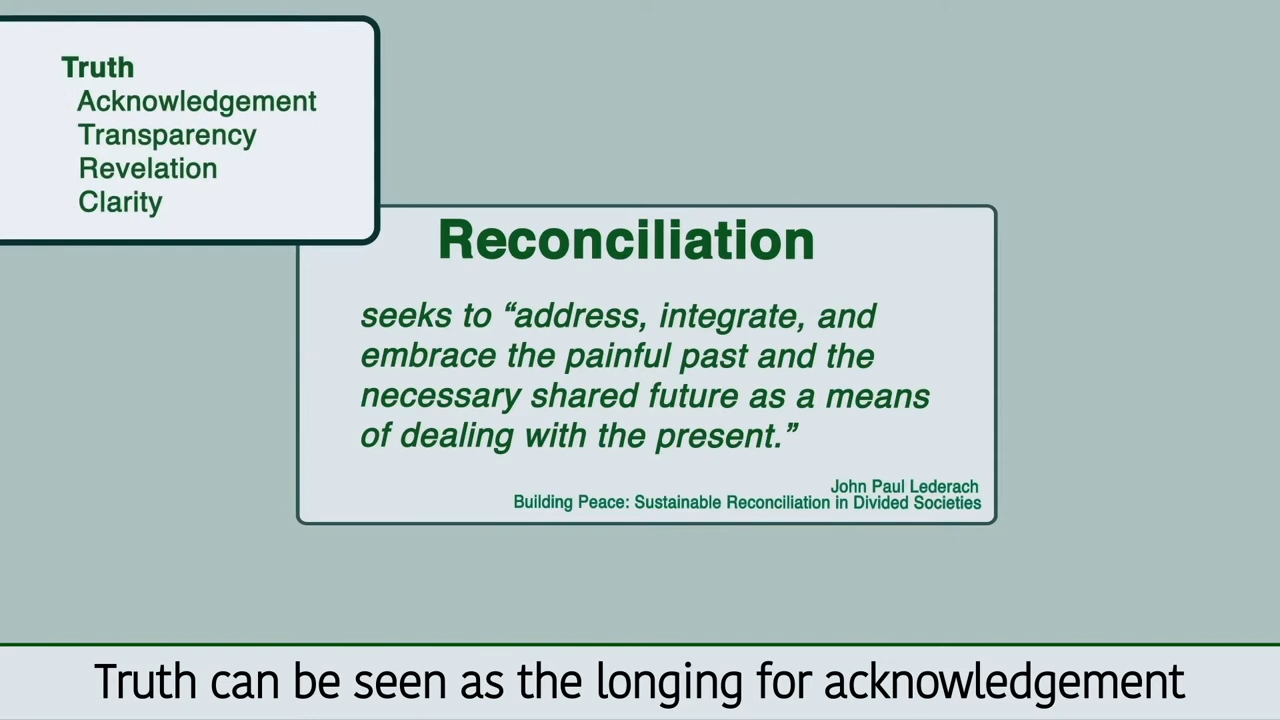 Truth
Acknowledgement
Transparency
Revelation
Clarity
Reconciliation
seeks to “address, integrate, and
embrace the painful past and the
necessary shared future as a means
of dealing with the present.”
John Paul Lederach
Building Peace: Sustainable Reconciliation in Divided Societies
Truth can be seen as the longing for acknowledgement